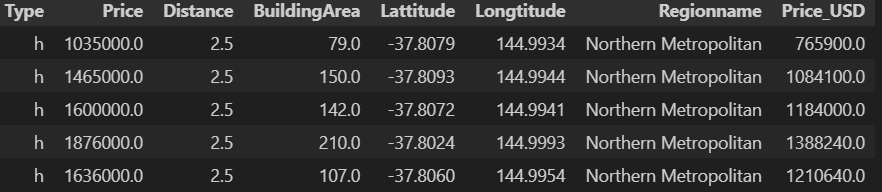 Type Price Distance BuildingArea Lattitude Longtitude Regionname Price_USD
h 1035000.0 2.5 79.0 -37.8079 144.9934 Northern Metropolitan 765900.0
h 1465000.0 2.5 150.0 -37.8093 144.9944 Northern Metropolitan 1084100.0
h 1600000.0 2.5 142.0 -37.8072 144.9941 Northern Metropolitan 1184000.0
h 1876000.0 2.5 210.0 -37.8024 144.9993 Northern Metropolitan 1388240.0
h 1636000.0 2.5 107.0 -37.8060 144.9954 Northern Metropolitan 1210640.0